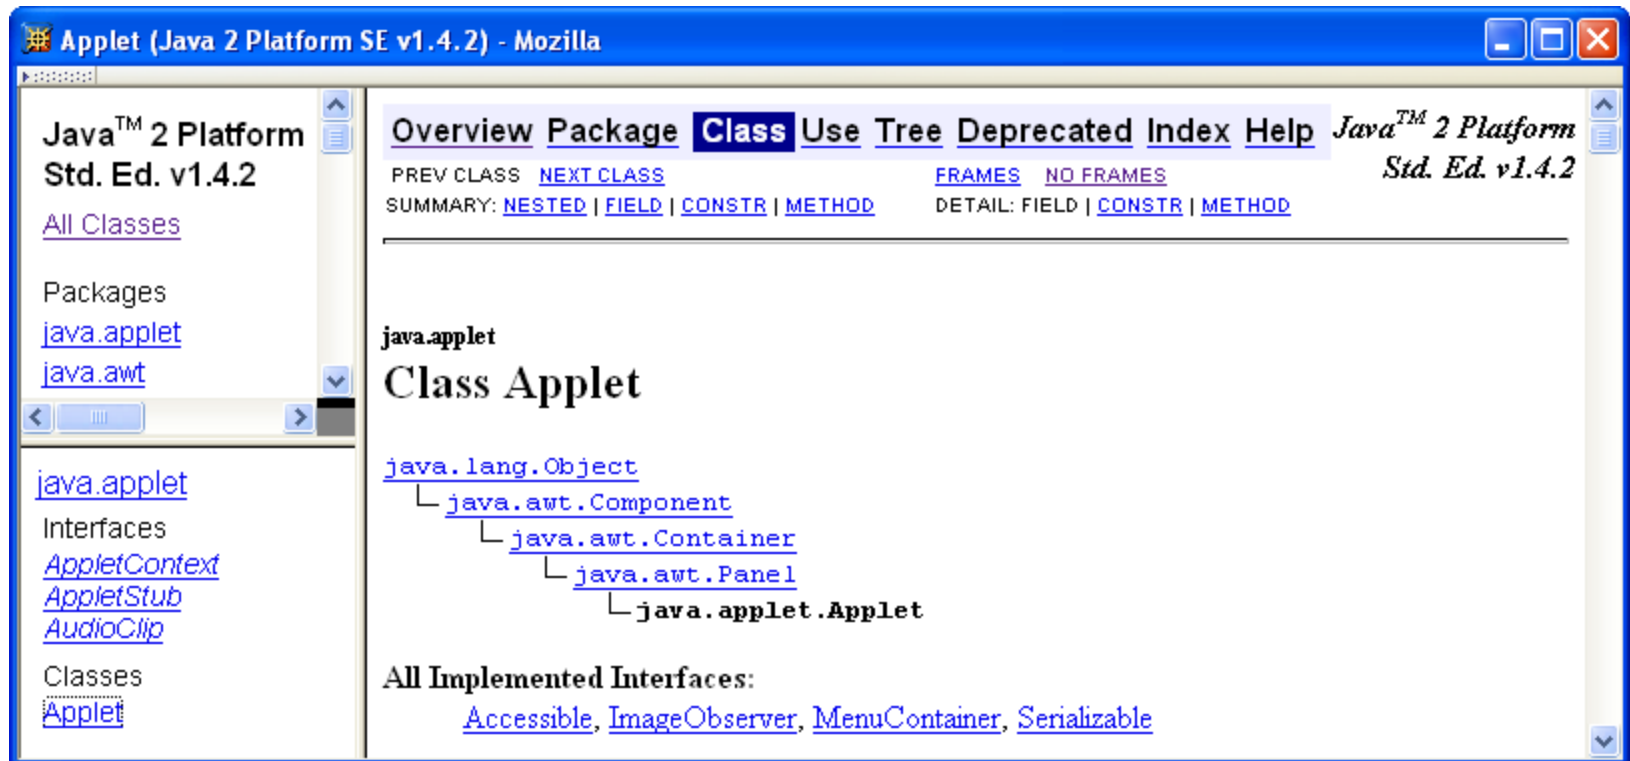 Applet (Java 2 Platform SE v1.4.2) - Mozilla
Java™ 2 Platform
Std. Ed. v1.4.2
All Classes
Packages
java.applet
java.awt
java.applet
Interfaces
AppletContext
AppletStub
AudioClip
Classes
Applet
Overview Package Class Use Tree Deprecated Index Help
Java™ 2 Platform
Std. Ed. v1.4.2
PREV CLASS NEXT CLASS
FRAMES NO FRAMES
SUMMARY: NESTED | FIELD | CONSTR | METHOD
DETAIL: FIELD | CONSTR | METHOD
java.applet
Class Applet
java.lang.Object
java.awt.Component
java.awt.Container
java.awt.Panel
java.applet.Applet
All Implemented Interfaces:
Accessible, ImageObserver, MenuContainer, Serializable